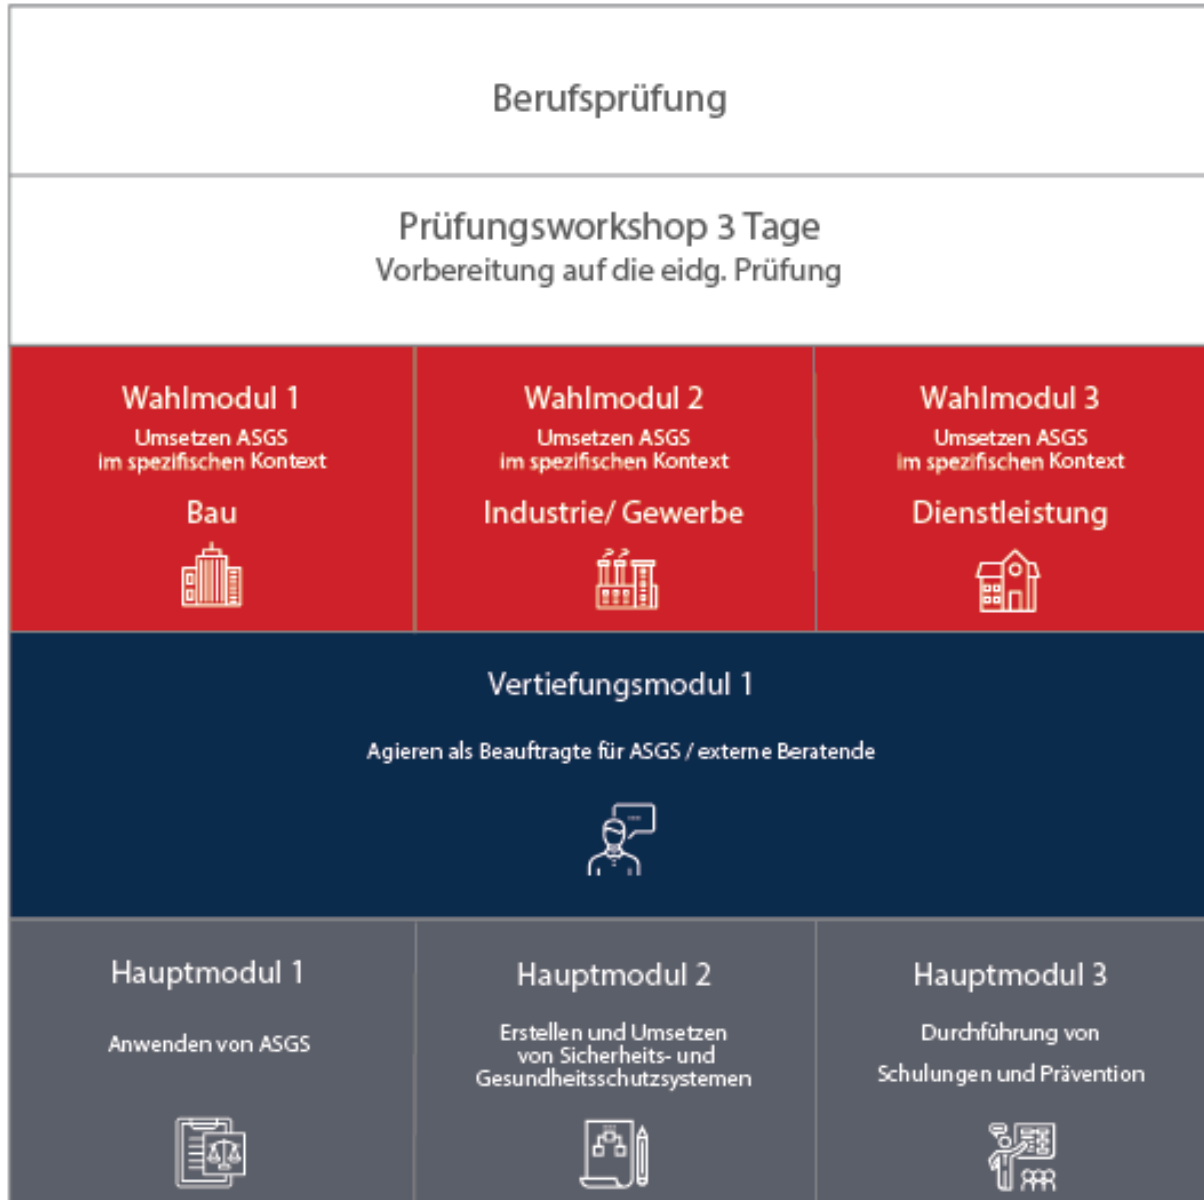 Berufsprüfung
Prüfungsworkshop 3 Tage
Vorbereitung auf die eidg. Prüfung
Wahlmodul 1
Umsetzen ASGS
im spezifischen Kontext
Bau
Wahlmodul 2
Umsetzen ASGS
im spezifischen Kontext
Industrie/ Gewerbe
Wahlmodul 3
Umsetzen ASGS
im spezifischen Kontext
Dienstleistung
Vertiefungsmodul 1
Agieren als Beauftragte für ASGS / externe Beratende
Hauptmodul 1
Anwenden von ASGS
Hauptmodul 2
Erstellen und Umsetzen
von Sicherheits- und
Gesundheitsschutzsystemen
Hauptmodul 3
Durchführung von
Schulungen und Prävention